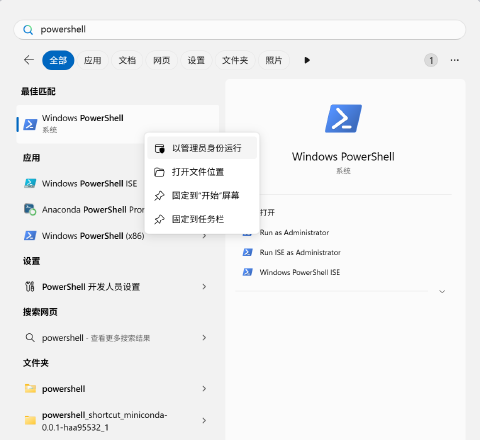 powershell
全部
应用
文档
网页
设置
文件夹
照片
1
最佳匹配
Windows PowerShell
系统
应用
Windows PowerShell ISE
Anaconda PowerShell Pror
Windows PowerShell (x86)
设置
PowerShell 开发人员设置
搜索网页
powershell - 查看更多搜索结果
文件夹
powershell
powershell_shortcut_miniconda-
0.0.1-haa95532_1
以管理员身份运行
打开文件位置
固定到"开始"屏幕
固定到任务栏
Windows PowerShell
系统
打开
Run as Administrator
Run ISE as Administrator
Windows PowerShell ISE